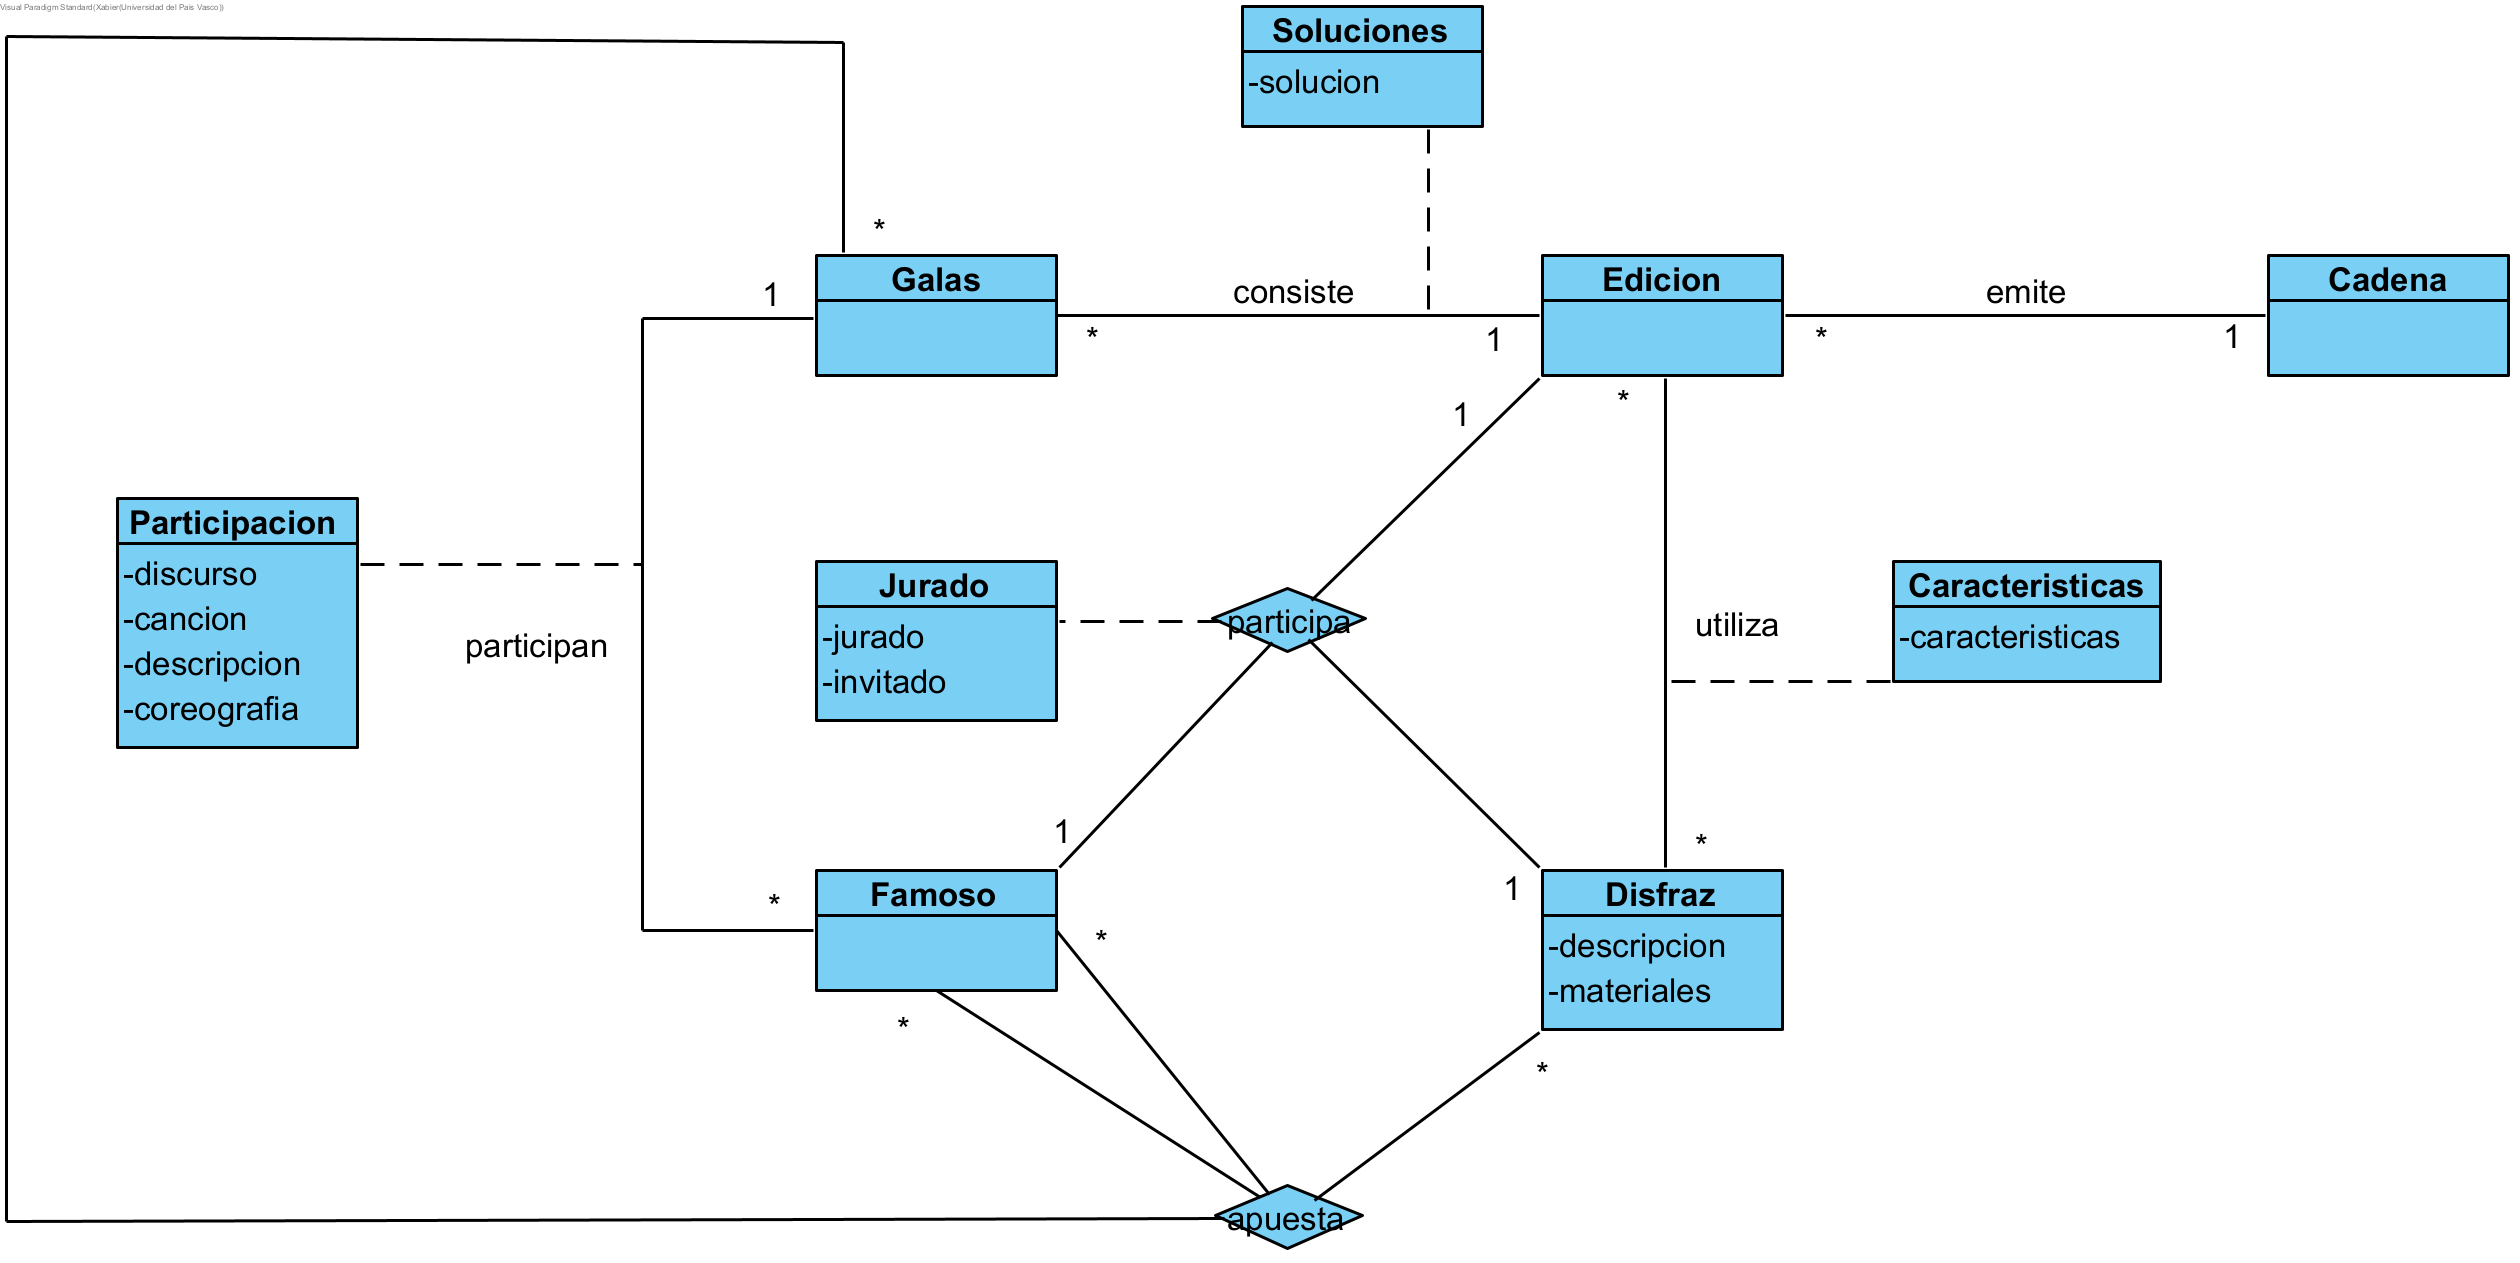 Visual Paradigm Standard(Xabier(Universidad del Pais Vasco))
Soluciones
-solucion
*
1
Galas
consiste
*
1
Edicion
emite
*
1
Cadena
1
*
Participacion
-discurso
-cancion
-descripcion
-coreografia
participan
Jurado
-jurado
-invitado
participa
utiliza
Caracteristicas
-caracteristicas
1
*
1
*
Famoso
*
*
Disfraz
-descripcion
-materiales
*
apuesta